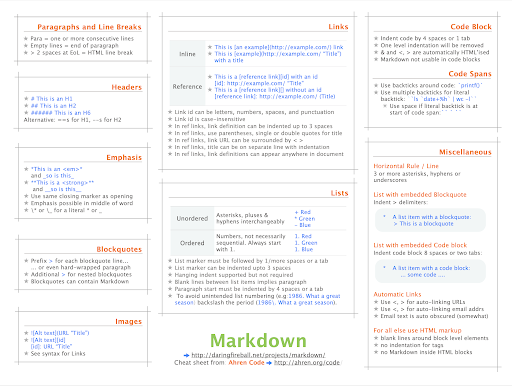 Paragraphs and Line Breaks
★ Para = one or more consecutive lines
★ Empty lines = end of paragraph
★ > 2 spaces at EoL = HTML line break
Headers
★ # This is an H1
★ ## This is an H2
★ ###### This is an H6
Alternative: ==s for H1, --s for H2
Emphasis
★ *This is an <em>*
and _so is this_
★ **This is a <strong>**
and __so is this__
★ Use same closing marker as opening
★ Emphasis possible in middle of word
★ \* or \_ for a literal * or _
Blockquotes
★ Prefix > for each blockquote line...
... or even hard-wrapped paragraph
★ Additional > for nested blockquotes
★ Blockquotes can contain Markdown
Images
★ ![Alt text](URL "Title")
![Alt text][id]
[id]: URL "Title"
★ See syntax for Links
Links
Inline
★ This is [an example](http://example.com/) link
★ This is [an example](http://example.com/ "Title")
with a title
Reference
★ This is a [reference link][id] with an id
[id]: http://example.com/ "Title"
★ This is a [reference link][] without an id
[reference link]: http://example.com/ (Title)
★ Link id can be letters, numbers, spaces, and punctuation
★ Link id is case-insensitive
★ In ref links, link definition can be indented up to 3 spaces
★ In ref links, use parentheses, single or double quotes for title
★ In ref links, link URL can be surrounded by < >
★ In ref links, title can be on separate line with indentation
★ In ref links, link definitions can appear anywhere in document
Lists
Unordered
Asterisks, pluses &
hyphens interchangeably
+ Red
* Green
- Blue
Ordered
Numbers, not necessarily
sequential. Always start
with 1.
1. Red
1. Green
1. Blue
★ List marker must be followed by 1/more spaces or a tab
★ List marker can be indented upto 3 spaces
★ Hanging indent supported but not required
★ Blank lines between list items implies paragraph
★ Paragraph start must be indented by 4 spaces or a tab
★ To avoid unintended list numbering (e.g 1986. What a great
season! backslash the period (1986\. What a great season).
Markdown
➔ http://daringfireball.net/projects/markdown/
Cheat sheet from Ahren Code ➔ http://ahren.org/code/
Code Block
★ Indent code by 4 spaces or 1 tab
★ One level indentation will be removed
★ & and <, > are automatically HTML'ised
★ Markdown not usable in code blocks
Code Spans
★ Use backticks around code: `printf()`
★ Use multiple backticks for literal
backtick: ``ls `date+%h` | wc -l``
★ Use space if literal backtick is at
start of code span
Miscellaneous
Horizontal Rule / Line
3 or more asterisks, hyphens or
underscores
List with embedded Blockquote
Indent > delimiters:
* A list item with a blockquote:
> This is a blockquote
List with embedded Code block
Indent code block 8 spaces or two tabs:
* A list item with a code block:
... some code ....
Automatic Links
★ Use <, > for auto-linking URLs
★ Use <, > for auto-linking email addrs
★ Email text auto obscured (somewhat)
For all else use HTML markup
★ blank lines around block level elements
★ no indentation for tags
★ no Markdown inside HTML blocks